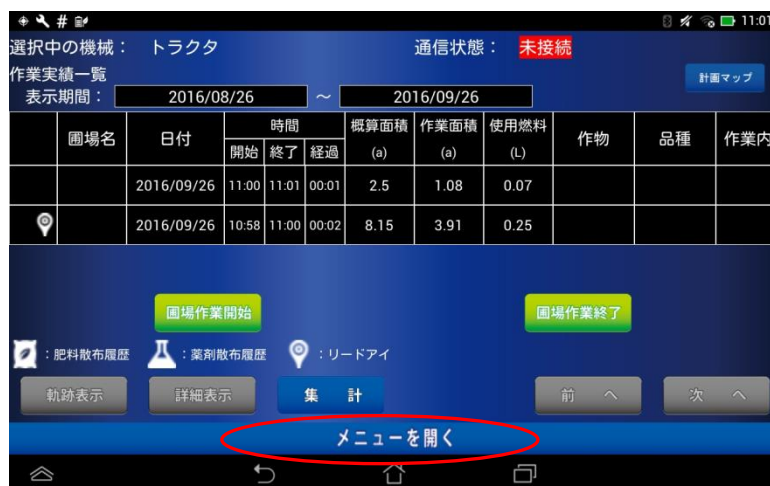 11:01
選択中の機械： トラクタ 通信状態： 未接続
作業実績一覧 計画マップ
表示期間： 2016/08/26 ～ 2016/09/26
圃場名 日付 時間 概算面積 作業面積 使用燃料 作物 品種 作業内
開始 終了 経過 (a) (a) (L)
2016/09/26 11:00 11:01 00:01 2.5 1.08 0.07
2016/09/26 10:58 11:00 00:02 8.15 3.91 0.25
圃場作業開始 圃場作業終了
：肥料散布履歴 ：薬剤散布履歴 ：リードアイ
軌跡表示 詳細表示 集 計 前 へ 次 へ
メニューを開く